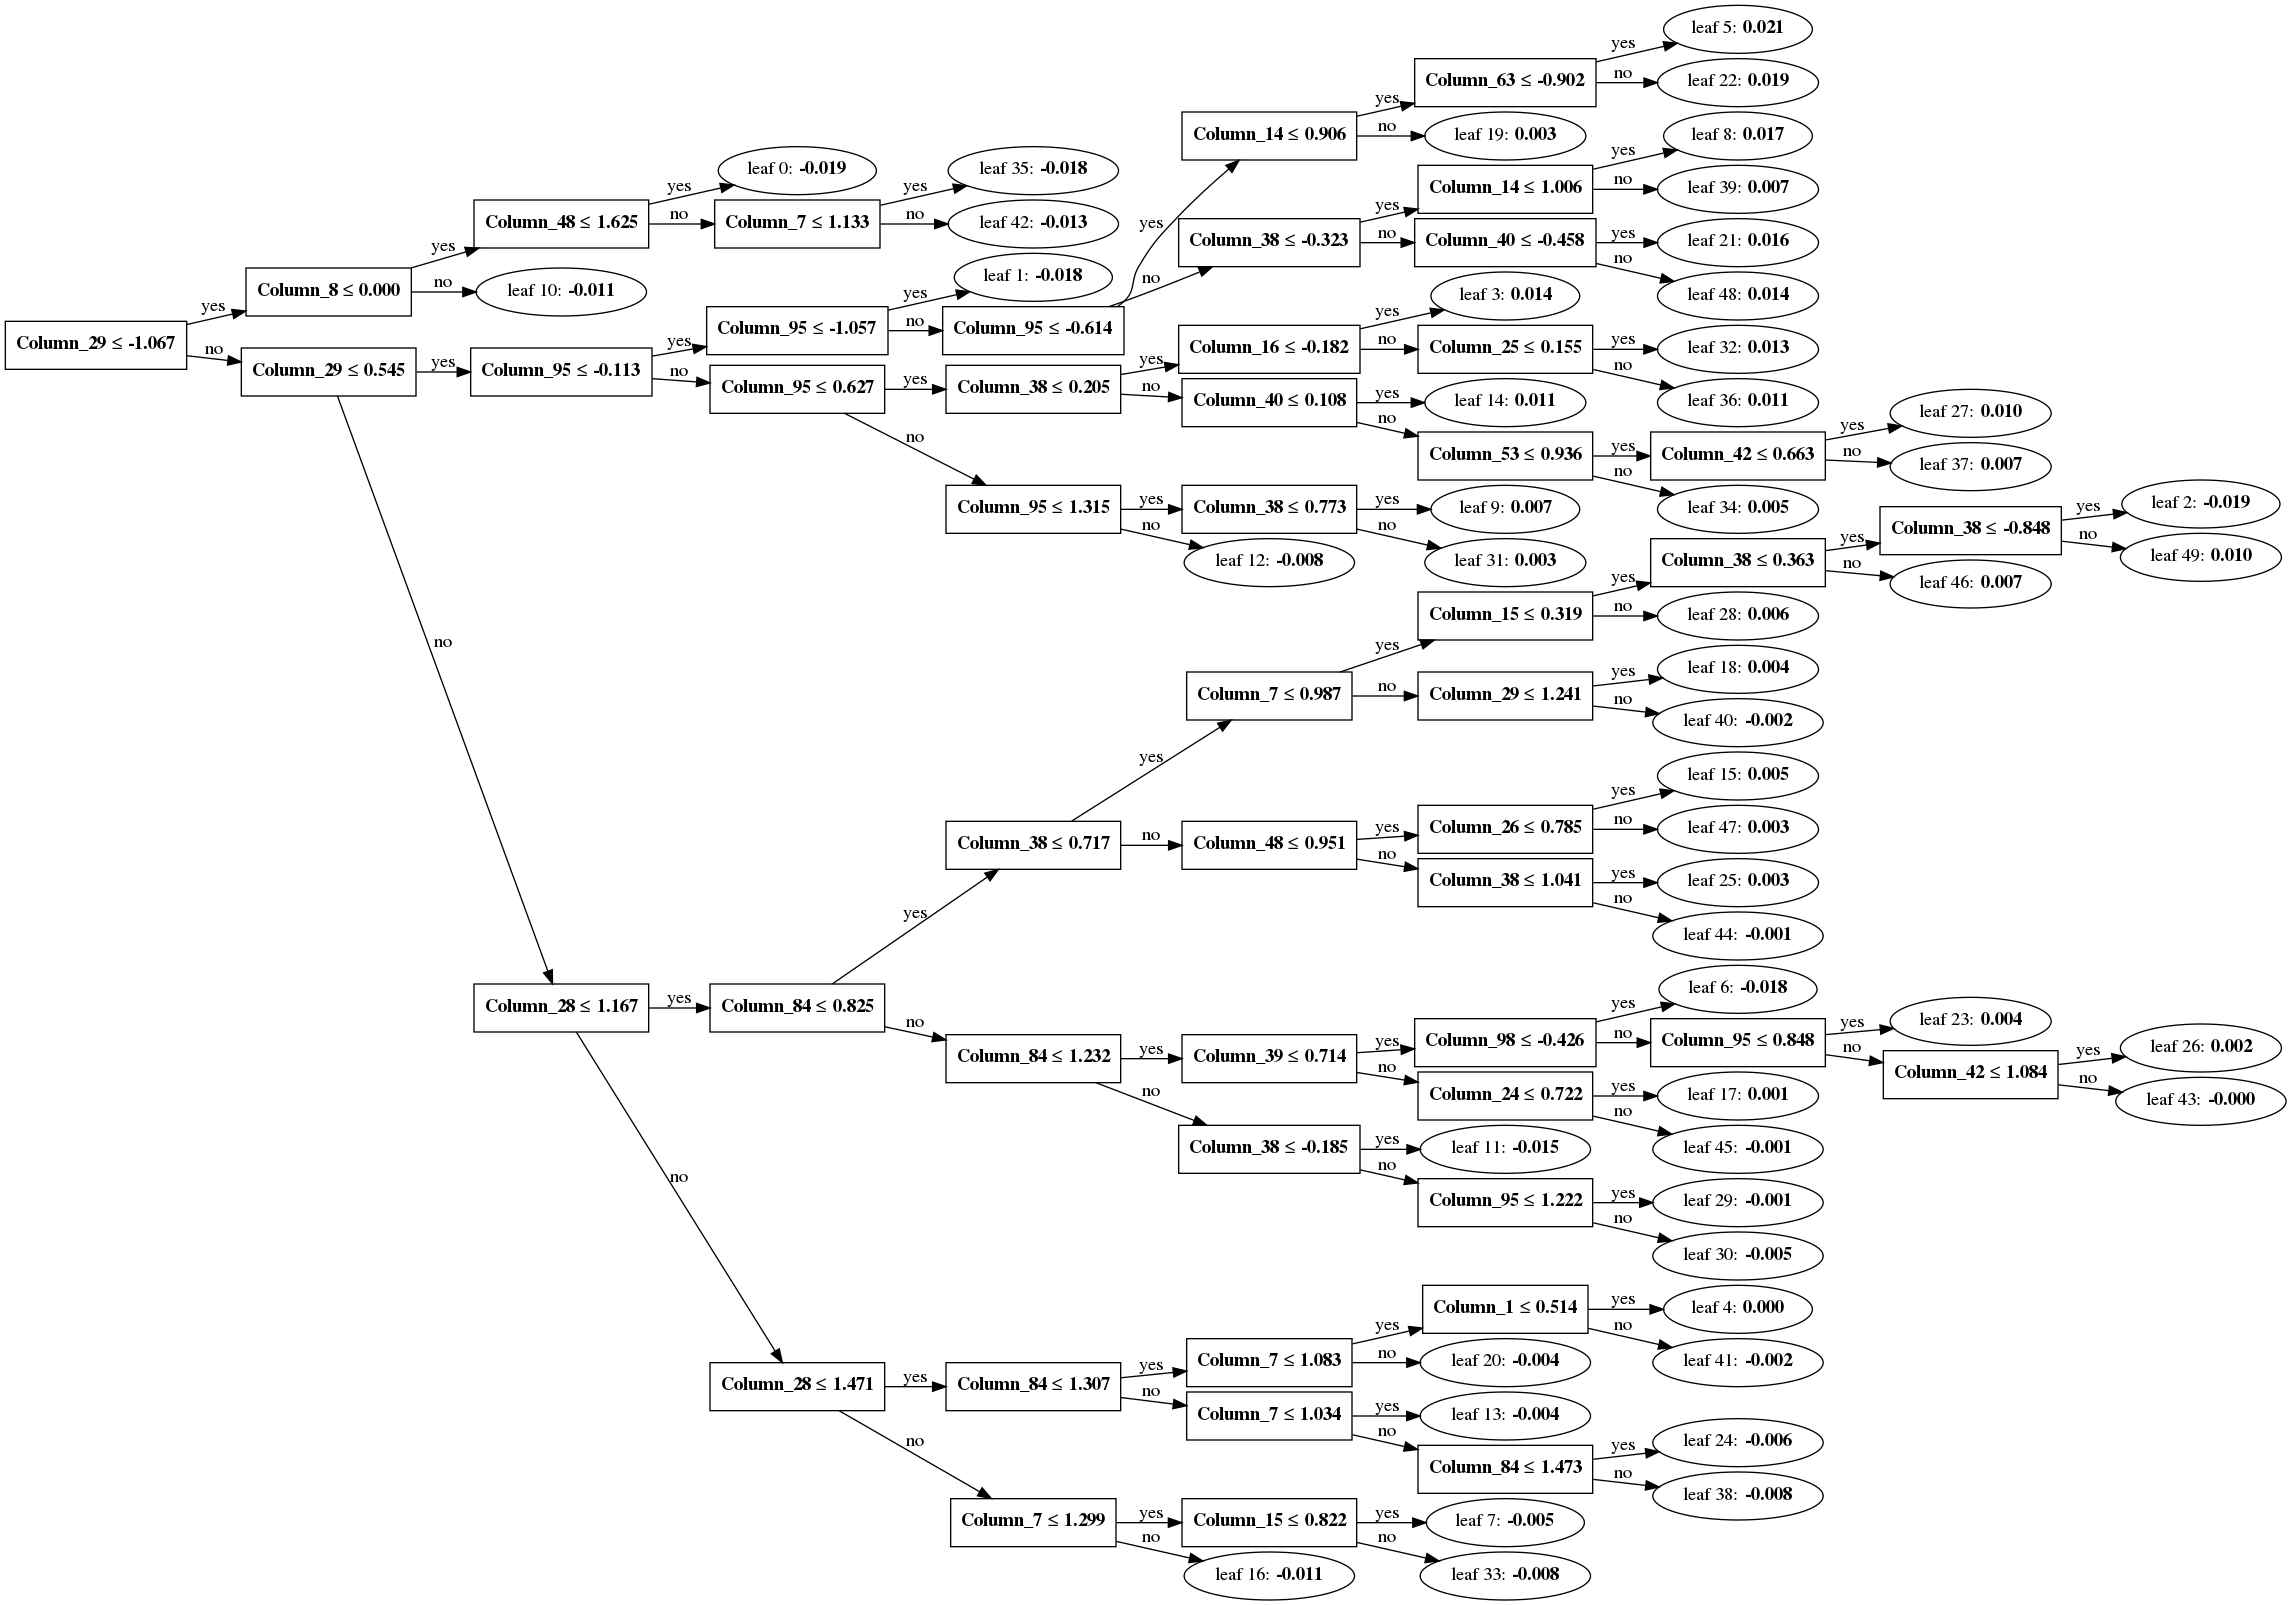 leaf 5: 0.021
yes
Column_63 ≤ -0.902
no
leaf 22: 0.019
yes
Column_14 ≤ 0.906
no
leaf 19: 0.003
leaf 8: 0.017
yes
Column_14 ≤ 1.006
no
leaf 39: 0.007
leaf 0: -0.019
leaf 35: -0.018
yes
yes
yes
Column_48 ≤ 1.625
no
Column_7 ≤ 1.133
no
leaf 42: -0.013
yes
Column_38 ≤ -0.323
no
Column_40 ≤ -0.458
yes
leaf 21: 0.016
yes
no
leaf 1: -0.018
no
leaf 48: 0.014
Column_8 ≤ 0.000
no
leaf 10: -0.011
yes
leaf 3: 0.014
yes
Column_95 ≤ -1.057
no
Column_95 ≤ -0.614
yes
Column_29 ≤ -1.067
no
yes
Column_16 ≤ -0.182
no
Column_25 ≤ 0.155
yes
leaf 32: 0.013
Column_29 ≤ 0.545
yes
Column_95 ≤ -0.113
no
yes
no
Column_95 ≤ 0.627
yes
Column_38 ≤ 0.205
no
Column_40 ≤ 0.108
yes
leaf 14: 0.011
leaf 36: 0.011
leaf 27: 0.010
no
yes
no
Column_53 ≤ 0.936
yes
Column_42 ≤ 0.663
no
leaf 37: 0.007
no
Column_95 ≤ 1.315
yes
Column_38 ≤ 0.773
yes
leaf 9: 0.007
leaf 34: 0.005
leaf 2: -0.019
yes
no
no
Column_38 ≤ -0.848
no
leaf 12: -0.008
leaf 31: 0.003
yes
leaf 49: 0.010
Column_38 ≤ 0.363
no
leaf 46: 0.007
yes
Column_15 ≤ 0.319
no
leaf 28: 0.006
no
yes
leaf 18: 0.004
yes
Column_7 ≤ 0.987
no
Column_29 ≤ 1.241
no
leaf 40: -0.002
yes
leaf 15: 0.005
yes
Column_26 ≤ 0.785
no
leaf 47: 0.003
Column_38 ≤ 0.717
no
Column_48 ≤ 0.951
yes
no
Column_38 ≤ 1.041
yes
leaf 25: 0.003
no
leaf 44: -0.001
yes
leaf 6: -0.018
yes
Column_28 ≤ 1.167
yes
Column_84 ≤ 0.825
no
leaf 23: 0.004
yes
Column_98 ≤ -0.426
no
Column_95 ≤ 0.848
no
leaf 26: 0.002
yes
Column_84 ≤ 1.232
yes
Column_39 ≤ 0.714
yes
no
Column_42 ≤ 1.084
no
leaf 43: -0.000
Column_24 ≤ 0.722
yes
leaf 17: 0.001
no
no
leaf 45: -0.001
Column_38 ≤ -0.185
yes
leaf 11: -0.015
no
no
Column_95 ≤ 1.222
yes
leaf 29: -0.001
no
leaf 30: -0.005
Column_1 ≤ 0.514
yes
leaf 4: 0.000
yes
no
leaf 41: -0.002
Column_7 ≤ 1.083
no
leaf 20: -0.004
yes
Column_28 ≤ 1.471
yes
Column_84 ≤ 1.307
no
Column_7 ≤ 1.034
yes
leaf 13: -0.004
no
no
Column_84 ≤ 1.473
yes
leaf 24: -0.006
no
leaf 38: -0.008
Column_7 ≤ 1.299
yes
Column_15 ≤ 0.822
yes
leaf 7: -0.005
no
no
leaf 16: -0.011
leaf 33: -0.008